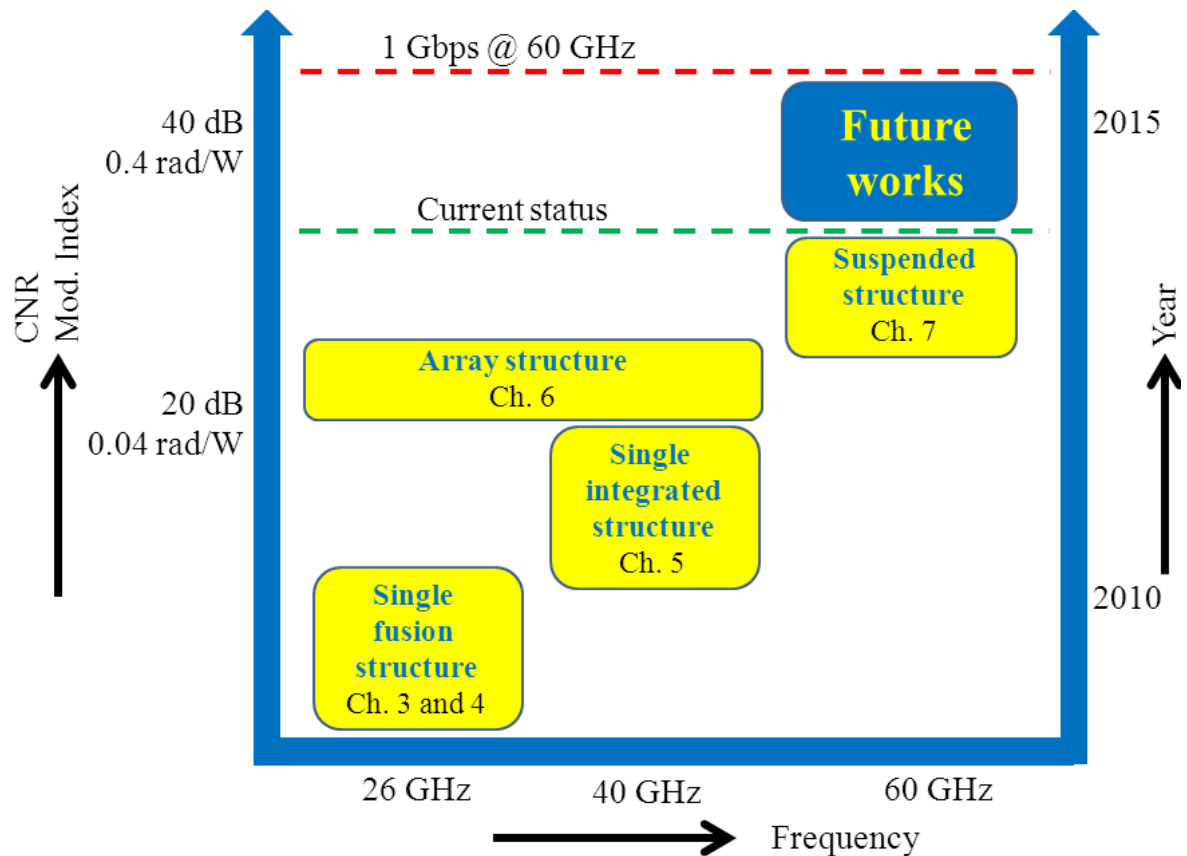 1 Gbps @ 60 GHz
40 dB
0.4 rad/W
Future
works
2015
Current status
CNR
Mod. Index
Suspended
structure
Ch. 7
Year
Array structure
Ch. 6
20 dB
0.04 rad/W
Single
integrated
structure
Ch. 5
Single
fusion
structure
Ch. 3 and 4
2010
26 GHz
40 GHz
60 GHz
Frequency